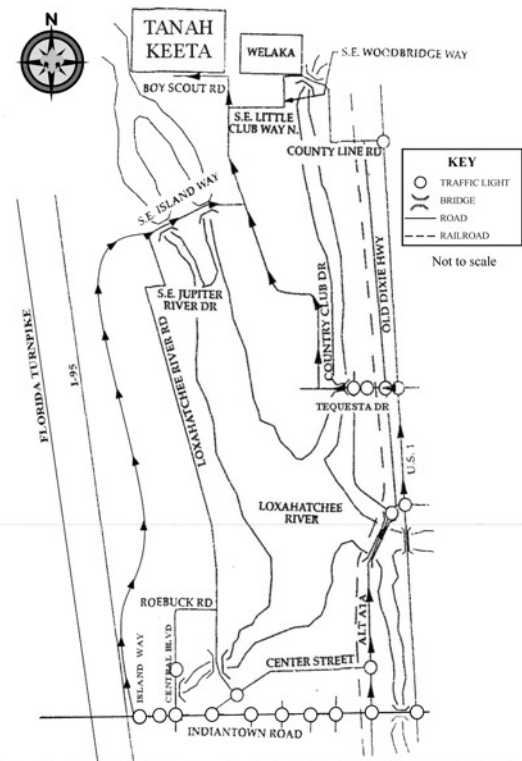 N
TANAH
KEETA
WELAKA
S.E. WOODBRIDGE WAY
BOY SCOUT RD
S.E. LITTLE
CLUB WAY N.
COUNTY LINE RD
KEY
TRAFFIC LIGHT
BRIDGE
ROAD
RAILROAD
Not to scale
S.E. ISLAND WAY
S.E. JUPITER
RIVER DR
COUNTRY CLUB DR
OLD DIXIE HWY
FLORIDA TURNPIKE
I-95
LOXAHATCHEE RIVER RD
TEQUESTA DR
U.S. 1
LOXAHATCHEE
RIVER
ROEBUCK RD
ISLAND WAY
CENTRAL BLVD
CENTER STREET
ALT A1A
INDIANTOWN ROAD